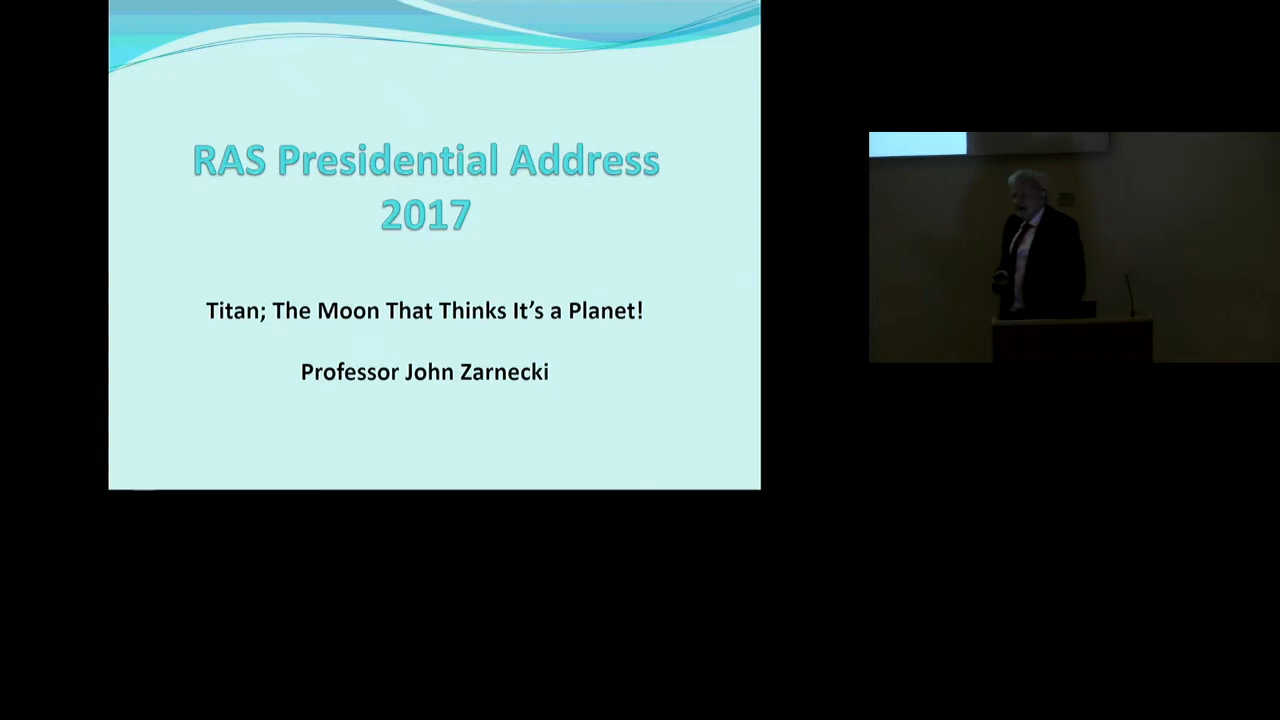 RAS Presidential Address
2017
Titan; The Moon That Thinks It’s a Planet!
Professor John Zarnecki